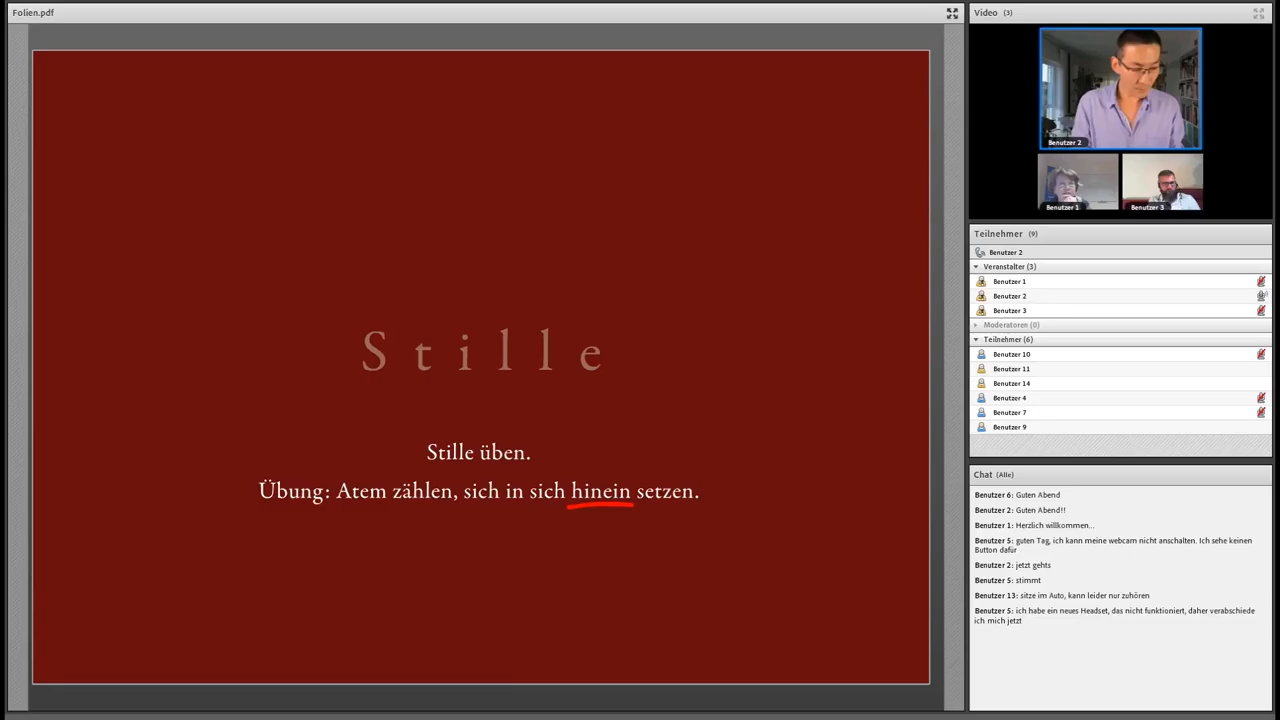 Folien.pdf
S t i l l e
Stille üben.
Übung: Atem zählen, sich in sich hinein setzen.
Video (3)
Benutzer 2
Benutzer 1
Benutzer 3
Teilnehmer (9)
Benutzer 2
Veranstalter (3)
Benutzer 1
Benutzer 2
Benutzer 3
Moderatoren (0)
Teilnehmer (6)
Benutzer 10
Benutzer 11
Benutzer 14
Benutzer 4
Benutzer 7
Benutzer 9
Chat (Alle)
Benutzer 6: Guten Abend
Benutzer 2: Guten Abend!!
Benutzer 1: Herzlich willkommen...
Benutzer 5: guten Tag, ich kann meine webcam nicht anschalten. Ich sehe keinen
Button dafür
Benutzer 2: jetzt gehts
Benutzer 5: stimmt
Benutzer 13: sitze im Auto, kann leider nur zuhören
Benutzer 5: ich habe ein neues Headset, das nicht funktioniert, daher verabschiede
ich mich jetzt